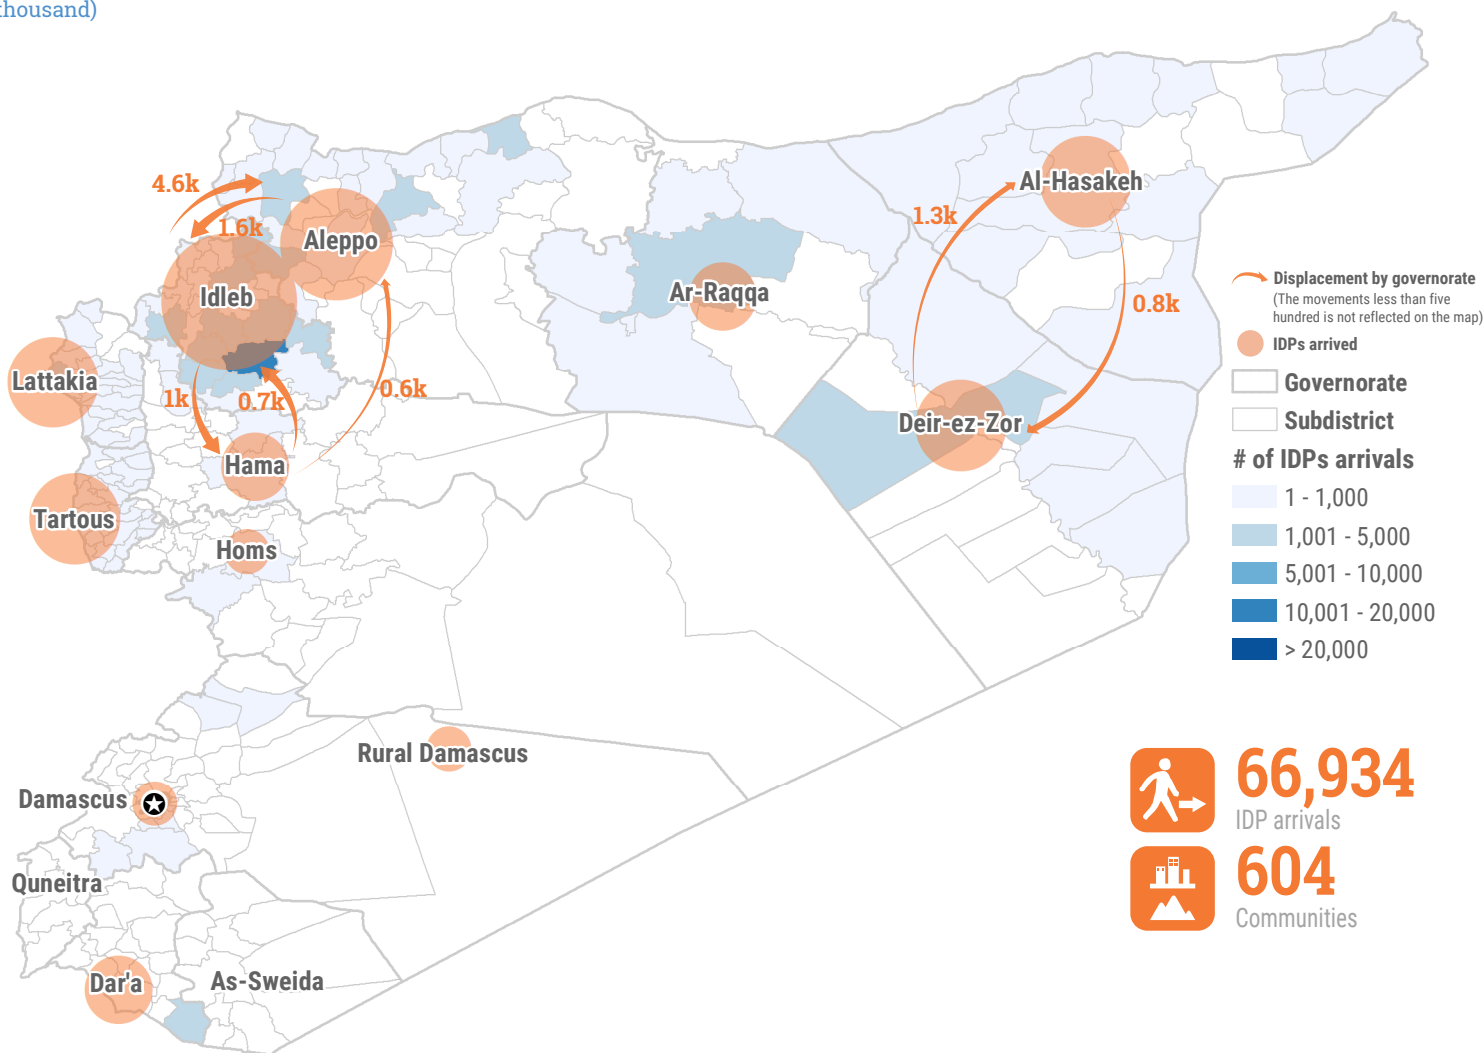 thousand)
4.6k
1.6k
Aleppo
Idleb
Lattakia
1k
0.7k
0.6k
Hama
Tartous
Homs
Ar-Raqqa
Al-Hasakeh
1.3k
0.8k
Deir-ez-Zor
Rural Damascus
Damascus
Quneitra
Dar'a
As-Sweida
Displacement by governorate
(The movements less than five
hundred is not reflected on the map)
IDPs arrived
Governorate
Subdistrict
# of IDPs arrivals
1 - 1,000
1,001 - 5,000
5,001 - 10,000
10,001 - 20,000
> 20,000
66,934
IDP arrivals
604
Communities